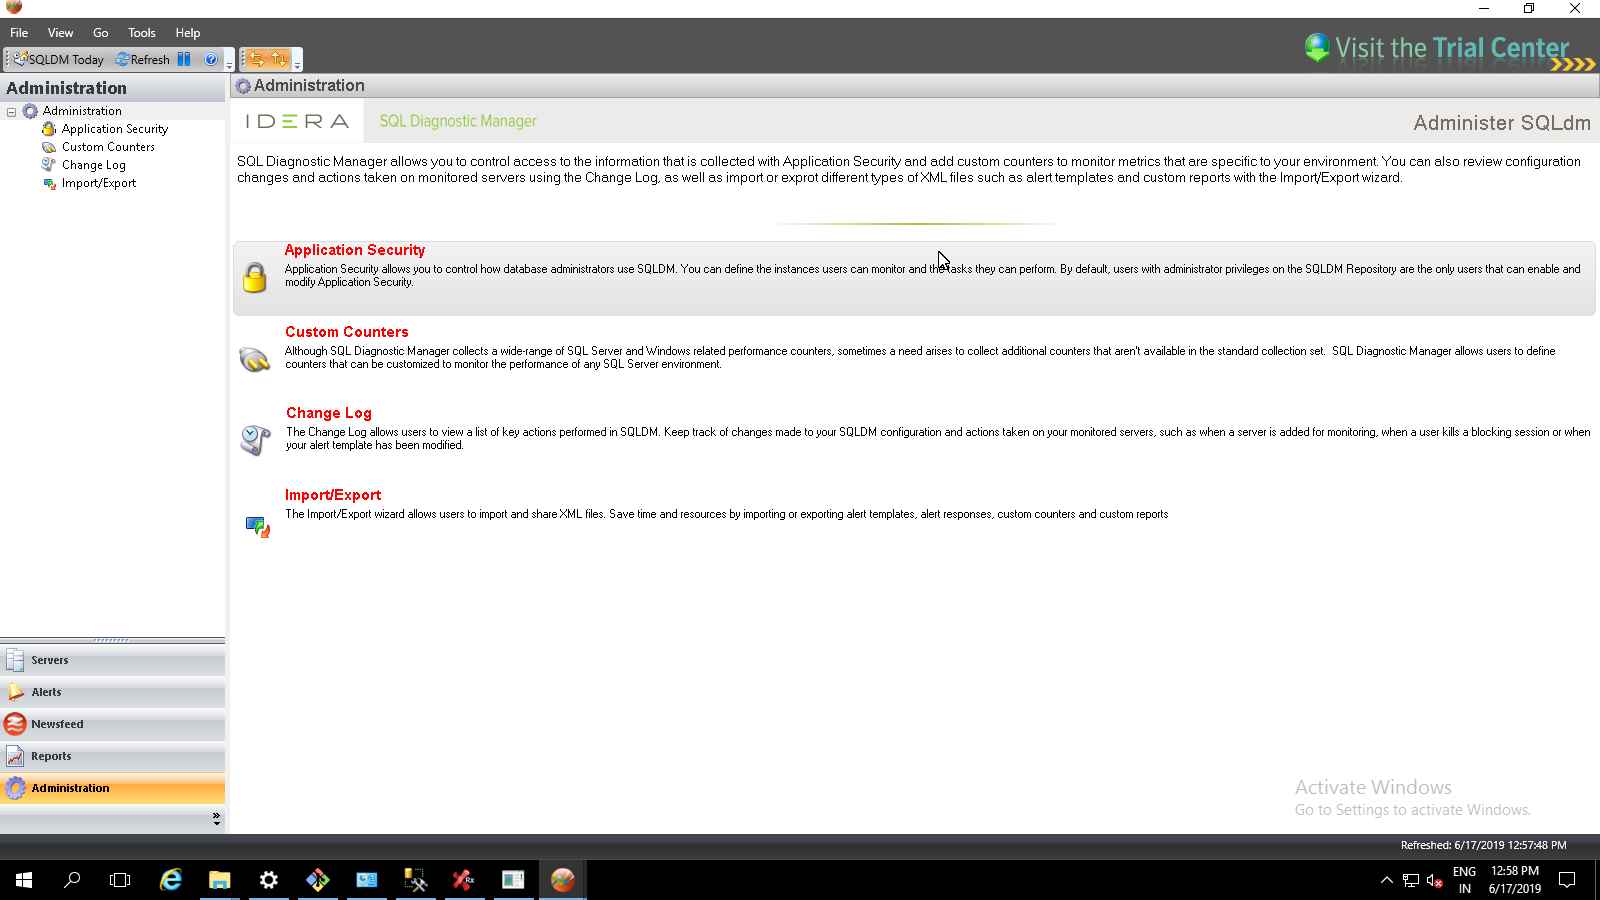 File View Go Tools Help
Visit the Trial Center
SQLDM Today Refresh
Administration
Administration
Administration
Application Security
Custom Counters
Change Log
Import/Export
IDERA SQL Diagnostic Manager
Administer SQLdm
SQL Diagnostic Manager allows you to control access to the information that is collected with Application Security and add custom counters to monitor metrics that are specific to your environment. You can also review configuration
changes and actions taken on monitored servers using the Change Log, as well as import or exprot different types of XML files such as alert templates and custom reports with the Import/Export wizard.
Application Security
Application Security allows you to control how database administrators use SQLDM. You can define the instances users can monitor and the tasks they can perform. By default, users with administrator privileges on the SQLDM Repository are the only users that can enable and
modify Application Security.
Custom Counters
Although SQL Diagnostic Manager collects a wide-range of SQL Server and Windows related performance counters, sometimes a need arises to collect additional counters that aren't available in the standard collection set. SQL Diagnostic Manager allows users to define
counters that can be customized to monitor the performance of any SQL Server environment.
Change Log
The Change Log allows users to view a list of key actions performed in SQLDM. Keep track of changes made to your SQLDM configuration and actions taken on your monitored servers, such as when a server is added for monitoring, when a user kills a blocking session or when
your alert template has been modified.
Import/Export
The Import/Export wizard allows users to import and share XML files. Save time and resources by importing or exporting alert templates, alert responses, custom counters and custom reports
Servers
Alerts
Newsfeed
Reports
Administration
Activate Windows
Go to Settings to activate Windows.
Refreshed: 6/17/2019 12:57:48 PM
Rx
ENG
IN
12:58 PM
6/17/2019